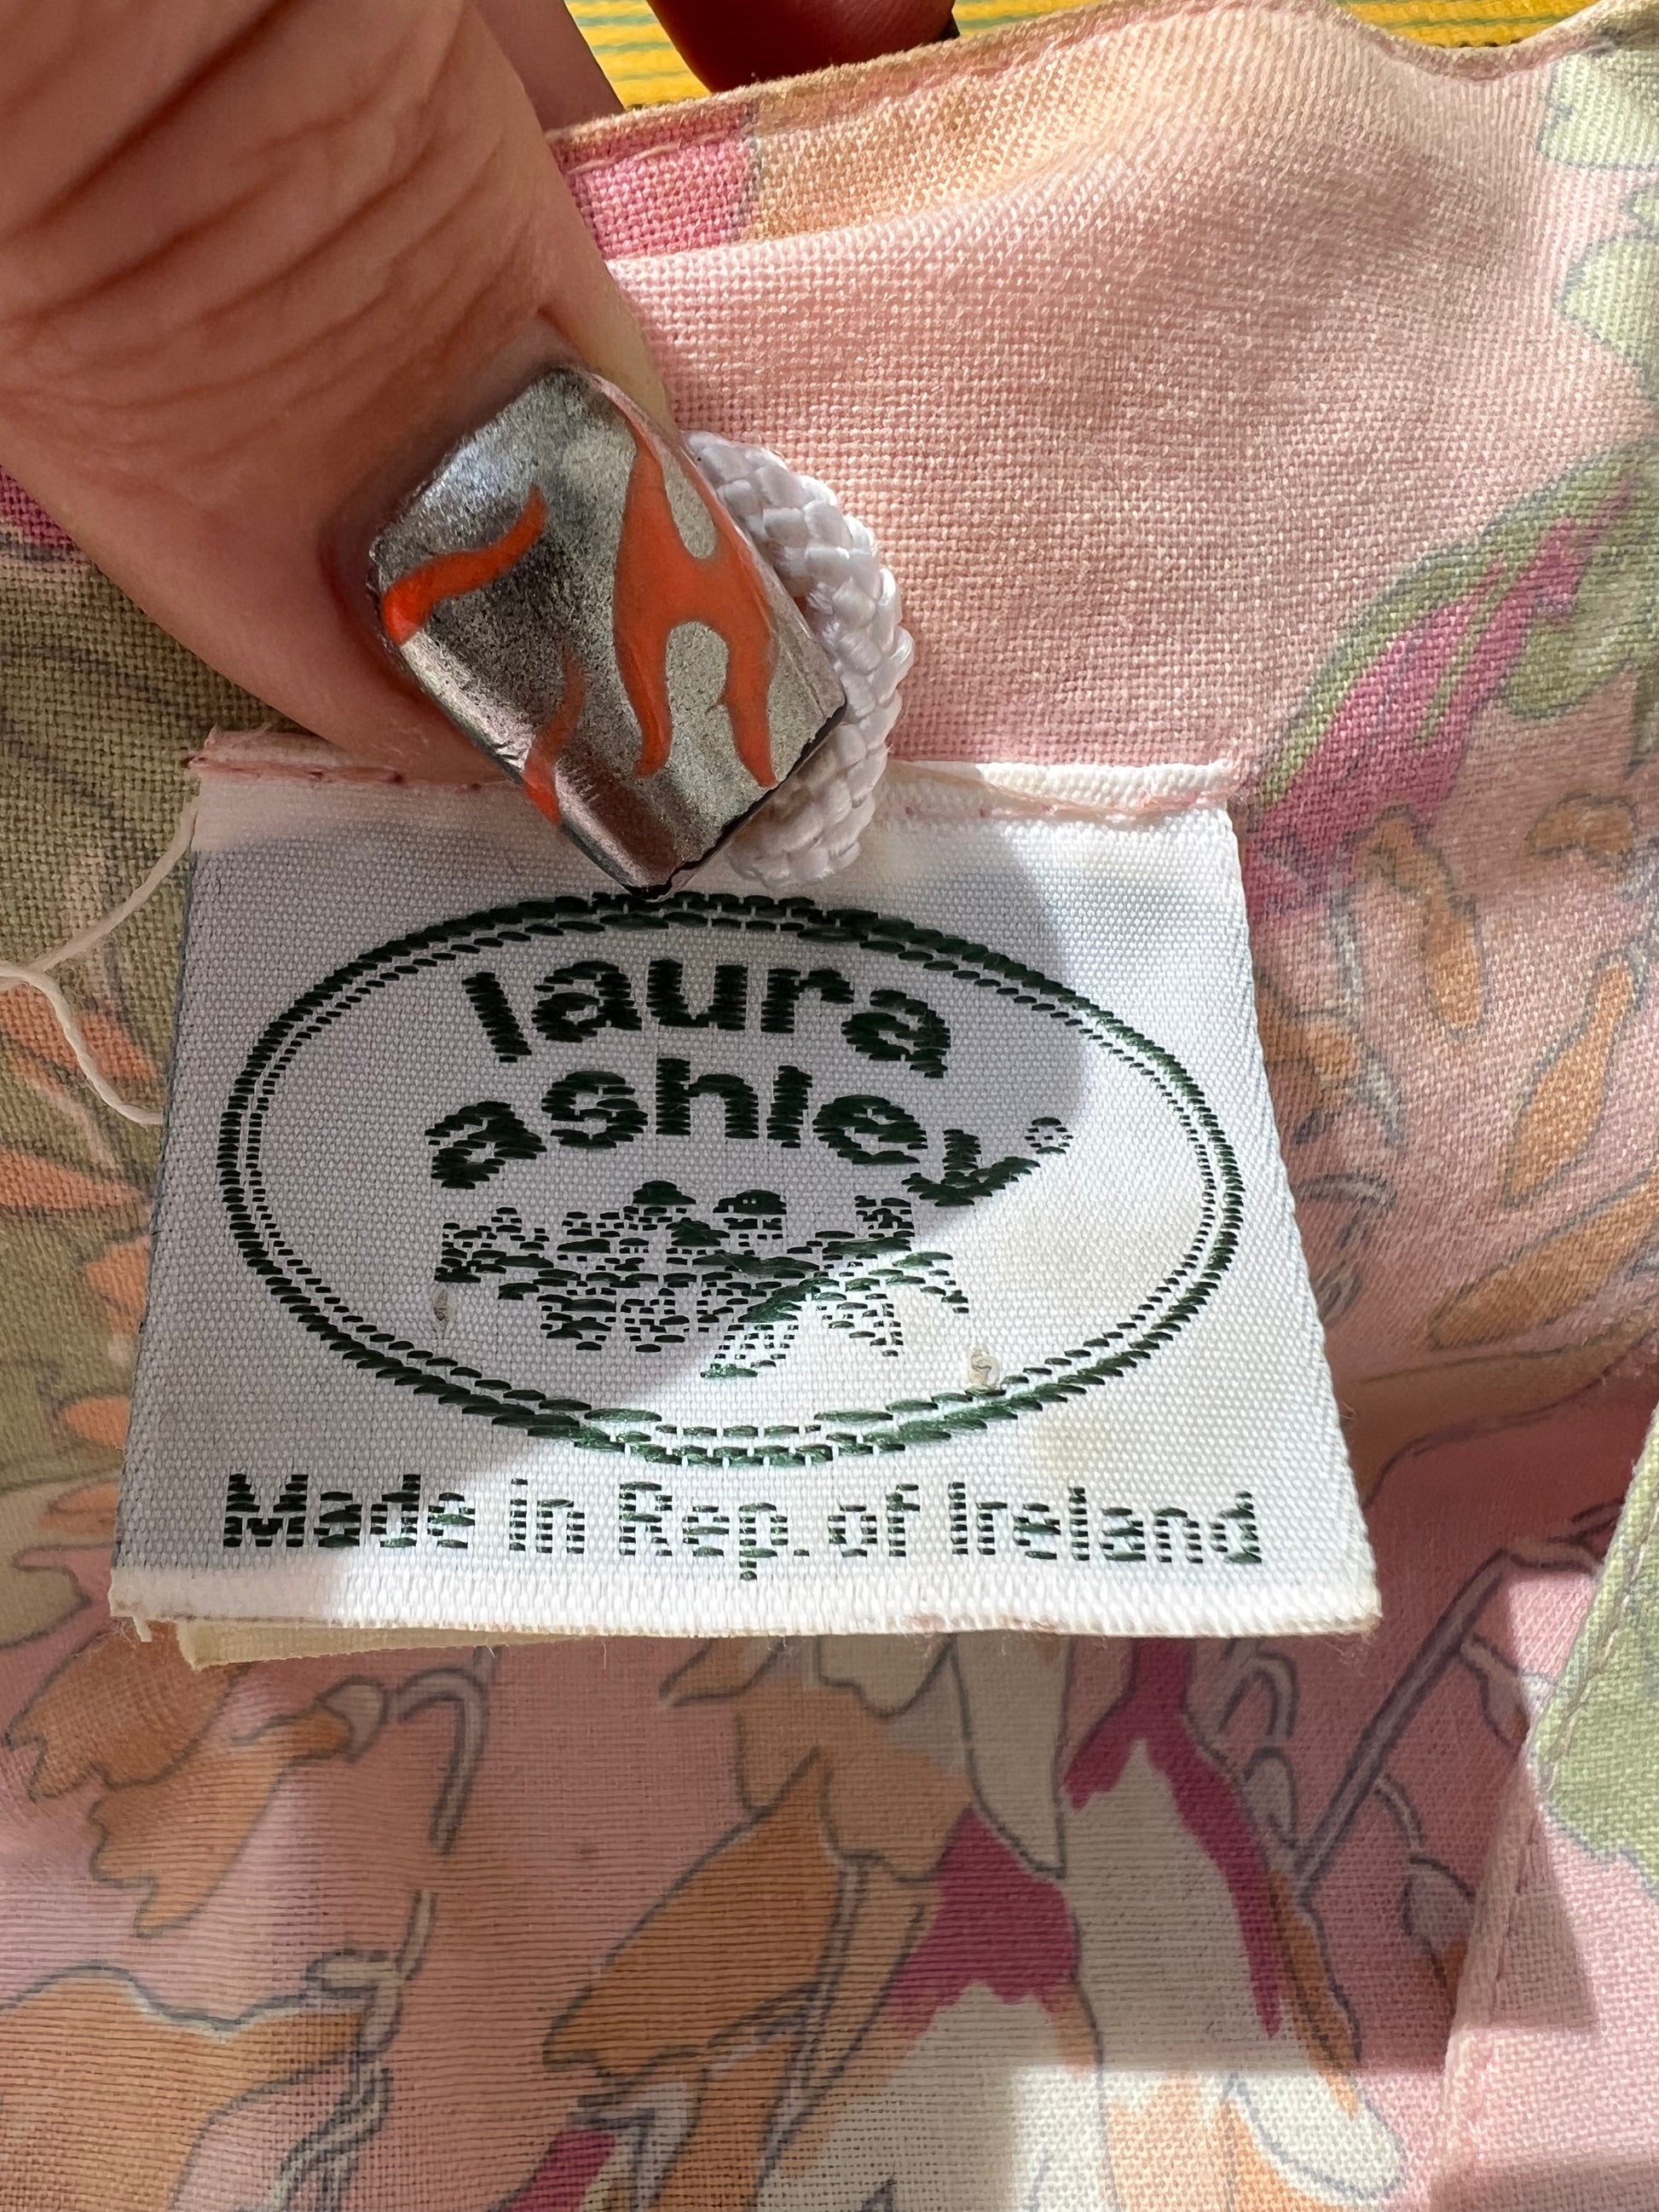 laura
ashley®
Made in Rep. of Ireland